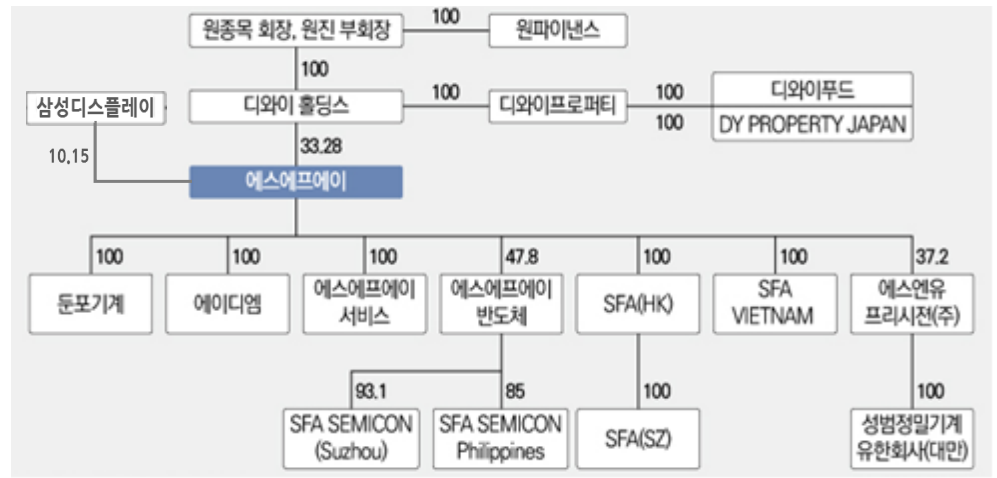 원종목 회장, 원진 부회장
100
원파이낸스
100
삼성디스플레이
디와이 홀딩스
100
디와이프로퍼티
100
100
디와이푸드
DY PROPERTY JAPAN
10.15
33.28
에스에프에이
100
100
100
47.8
100
100
37.2
둔포기계
에이디엠
에스에프에이
서비스
에스에프에이
반도체
SFA(HK)
SFA
VIETNAM
에스엔유
프리시전(주)
93.1
85
100
100
SFA SEMICON
(Suzhou)
SFA SEMICON
Philippines
SFA(SZ)
성범정밀기계
유한회사(대만)